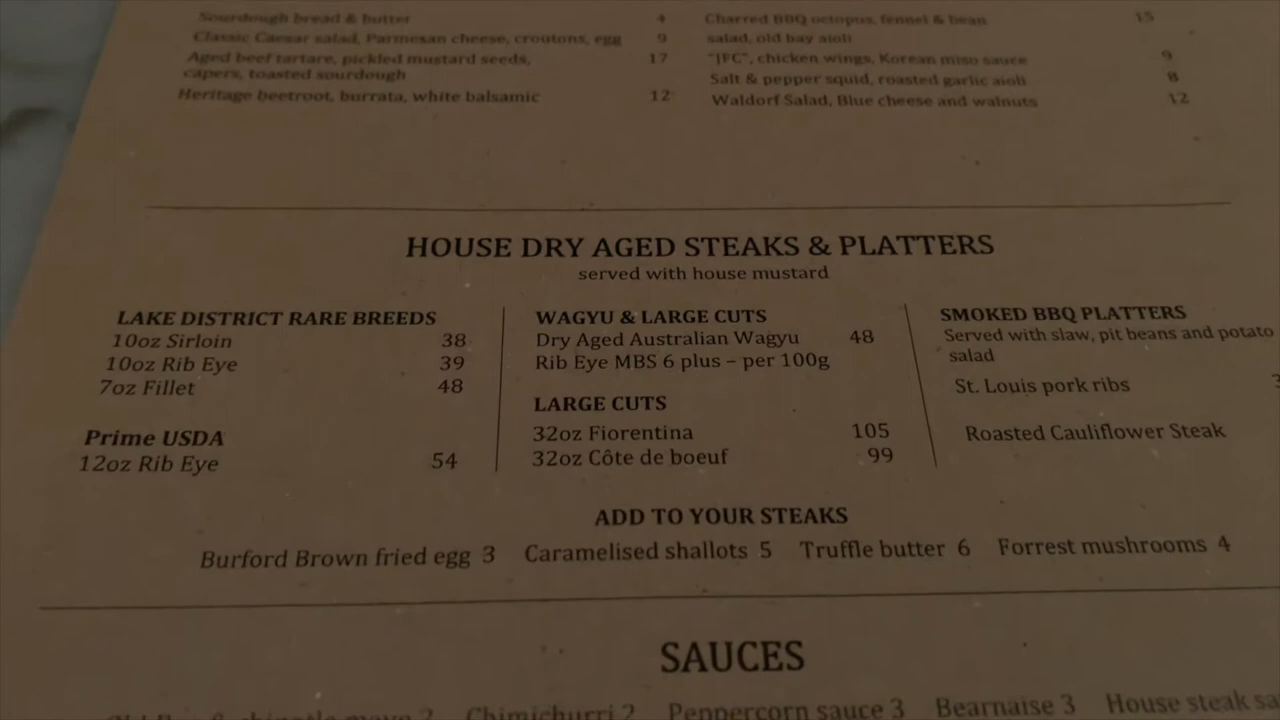 Sourdough bread & butter 4
Classic Caesar salad, Parmesan cheese, croutons, egg 9
Aged beef tartare, pickled mustard seeds, 17
capers, toasted sourdough
Heritage beetroot, burrata, white balsamic 12
Charred BBQ octopus, fennel & bean 15
salad, old bay aioli
"JFC", chicken wings, Korean miso sauce 9
Salt & pepper squid, roasted garlic aioli 8
Waldorf Salad, Blue cheese and walnuts 12
HOUSE DRY AGED STEAKS & PLATTERS
served with house mustard
LAKE DISTRICT RARE BREEDS
10oz Sirloin 38
10oz Rib Eye 39
7oz Fillet 48
Prime USDA
12oz Rib Eye 54
WAGYU & LARGE CUTS
Dry Aged Australian Wagyu 48
Rib Eye MBS 6 plus – per 100g
LARGE CUTS
32oz Fiorentina 105
32oz Côte de boeuf 99
SMOKED BBQ PLATTERS
Served with slaw, pit beans and potato
salad
St. Louis pork ribs
Roasted Cauliflower Steak
ADD TO YOUR STEAKS
Burford Brown fried egg 3 Caramelised shallots 5 Truffle butter 6 Forrest mushrooms 4
SAUCES
Chimichurri 2 Peppercorn sauce 3 Bearnaise 3 House steak